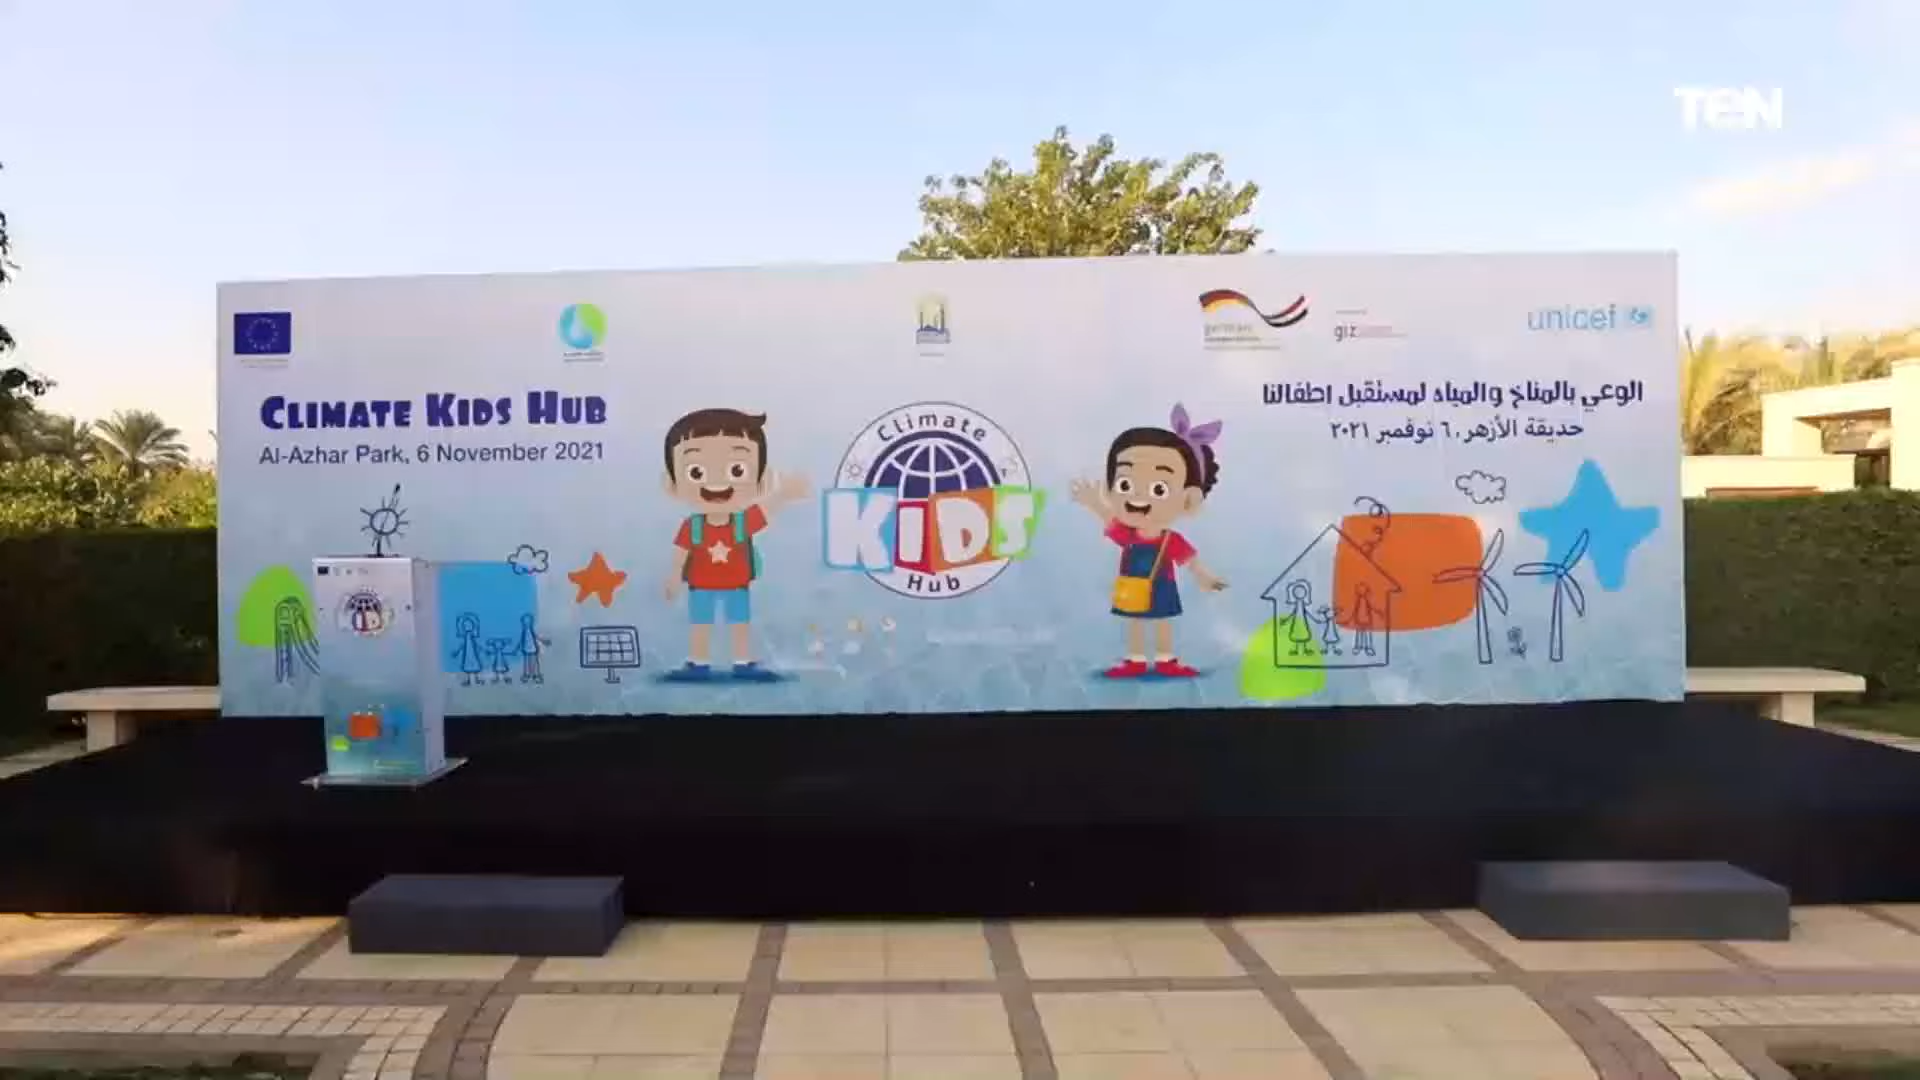 TEN
unicef
giz
CLIMATE KIDS HUB
Al-Azhar Park, 6 November 2021
Climate
KiDS
Hub
الوعي بالمناخ والمياه لمستقبل اطفالنا
حديقة الأزهر، ٦ نوفمبر ٢٠٢١